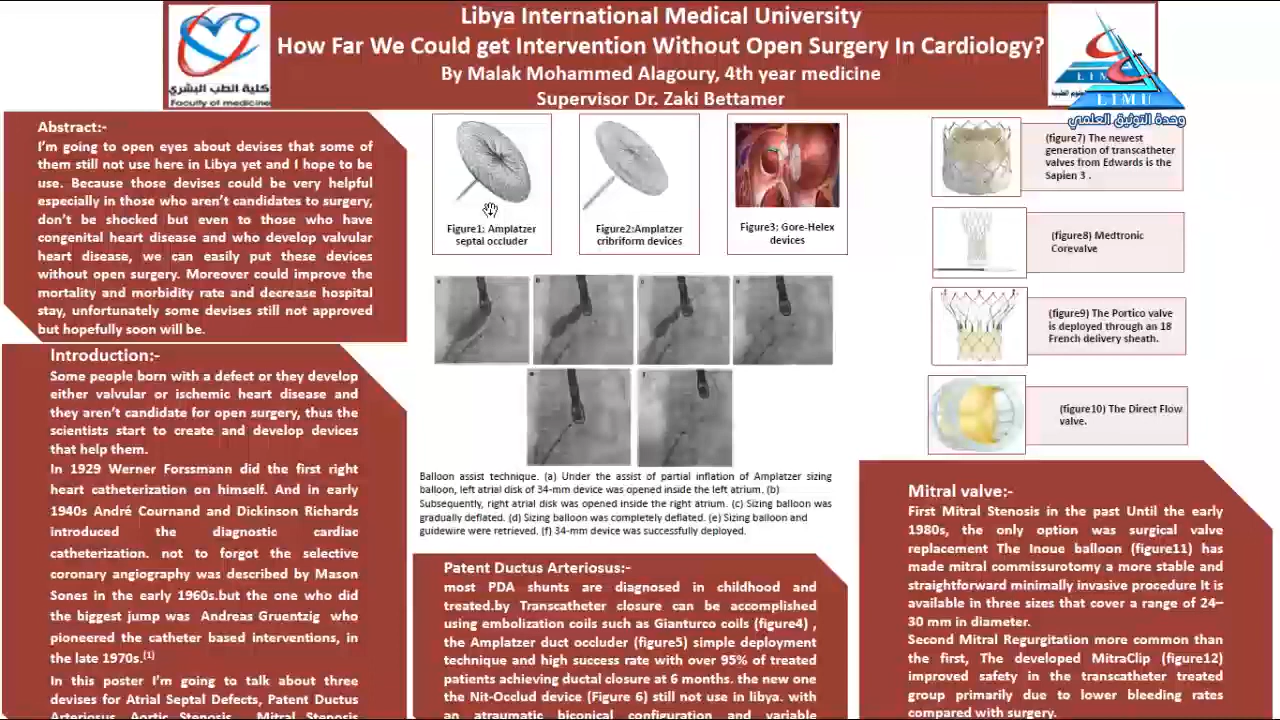 Libya International Medical University
How Far We Could get Intervention Without Open Surgery In Cardiology?
By Malak Mohammed Alagoury, 4th year medicine
Supervisor Dr. Zaki Bettamer
كلية الطب البشري
Faculty of medicine
LIMU
وحدة التوثيق العلمي
Abstract:-
I'm going to open eyes about devises that some of
them still not use here in Libya yet and I hope to be
use. Because those devises could be very helpful
especially in those who aren't candidates to surgery,
don't be shocked but even to those who have
congenital heart disease and who develop valvular
heart disease, we can easily put these devices
without open surgery. Moreover could improve the
mortality and morbidity rate and decrease hospital
stay, unfortunately some devises still not approved
but hopefully soon will be.
Introduction:-
Some people born with a defect or they develop
either valvular or ischemic heart disease and
they aren't candidate for open surgery, thus the
scientists start to create and develop devices
that help them.
In 1929 Werner Forssmann did the first right
heart catheterization on himself. And in early
1940s André Cournand and Dickinson Richards
introduced the diagnostic cardiac
catheterization. not to forgot the selective
coronary angiography was described by Mason
Sones in the early 1960s.but the one who did
the biggest jump was Andreas Gruentzig who
pioneered the catheter based interventions, in
the late 1970s.(1)
In this poster I'm going to talk about three
devises for Atrial Septal Defects, Patent Ductus
Arteriosus, Aortic Stenosis, Mitral Stenosis
Figure1; Amplatzer
septal occluder
Figure2:Amplatzer
cribriform devices
Figure3; Gore-Helex
devices
Balloon assist technique. (a) Under the assist of partial inflation of Amplatzer sizing
balloon, left atrial disk of 34-mm device was opened inside the left atrium. (b)
Subsequently, right atrial disk was opened inside the right atrium. (c) Sizing balloon was
gradually deflated. (d) Sizing balloon was completely deflated. (e) Sizing balloon and
guidewire were retrieved. (f) 34-mm device was successfully deployed.
Patent Ductus Arteriosus:-
most PDA shunts are diagnosed in childhood and
treated.by Transcatheter closure can be accomplished
using embolization coils such as Gianturco coils (figure4) ,
the Amplatzer duct occluder (figure5) simple deployment
technique and high success rate with over 95% of treated
patients achieving ductal closure at 6 months. the new one
the Nit-Occlud device (Figure 6) still not use in libya. with
an atraumatic biconical configuration and variable
(figure7) The newest
generation of transcatheter
valves from Edwards is the
Sapien 3 .
(figure8) Medtronic
Corevalve
(figure9) The Portico valve
is deployed through an 18
French delivery sheath.
(figure10) The Direct Flow
valve.
Mitral valve:-
First Mitral Stenosis in the past Until the early
1980s, the only option was surgical valve
replacement The Inoue balloon (figure11) has
made mitral commissurotomy a more stable and
straightforward minimally invasive procedure It is
available in three sizes that cover a range of 24–
30 mm in diameter.
Second Mitral Regurgitation more common than
the first, The developed MitraClip (figure12)
improved safety in the transcatheter treated
group primarily due to lower bleeding rates
compared with surgery.